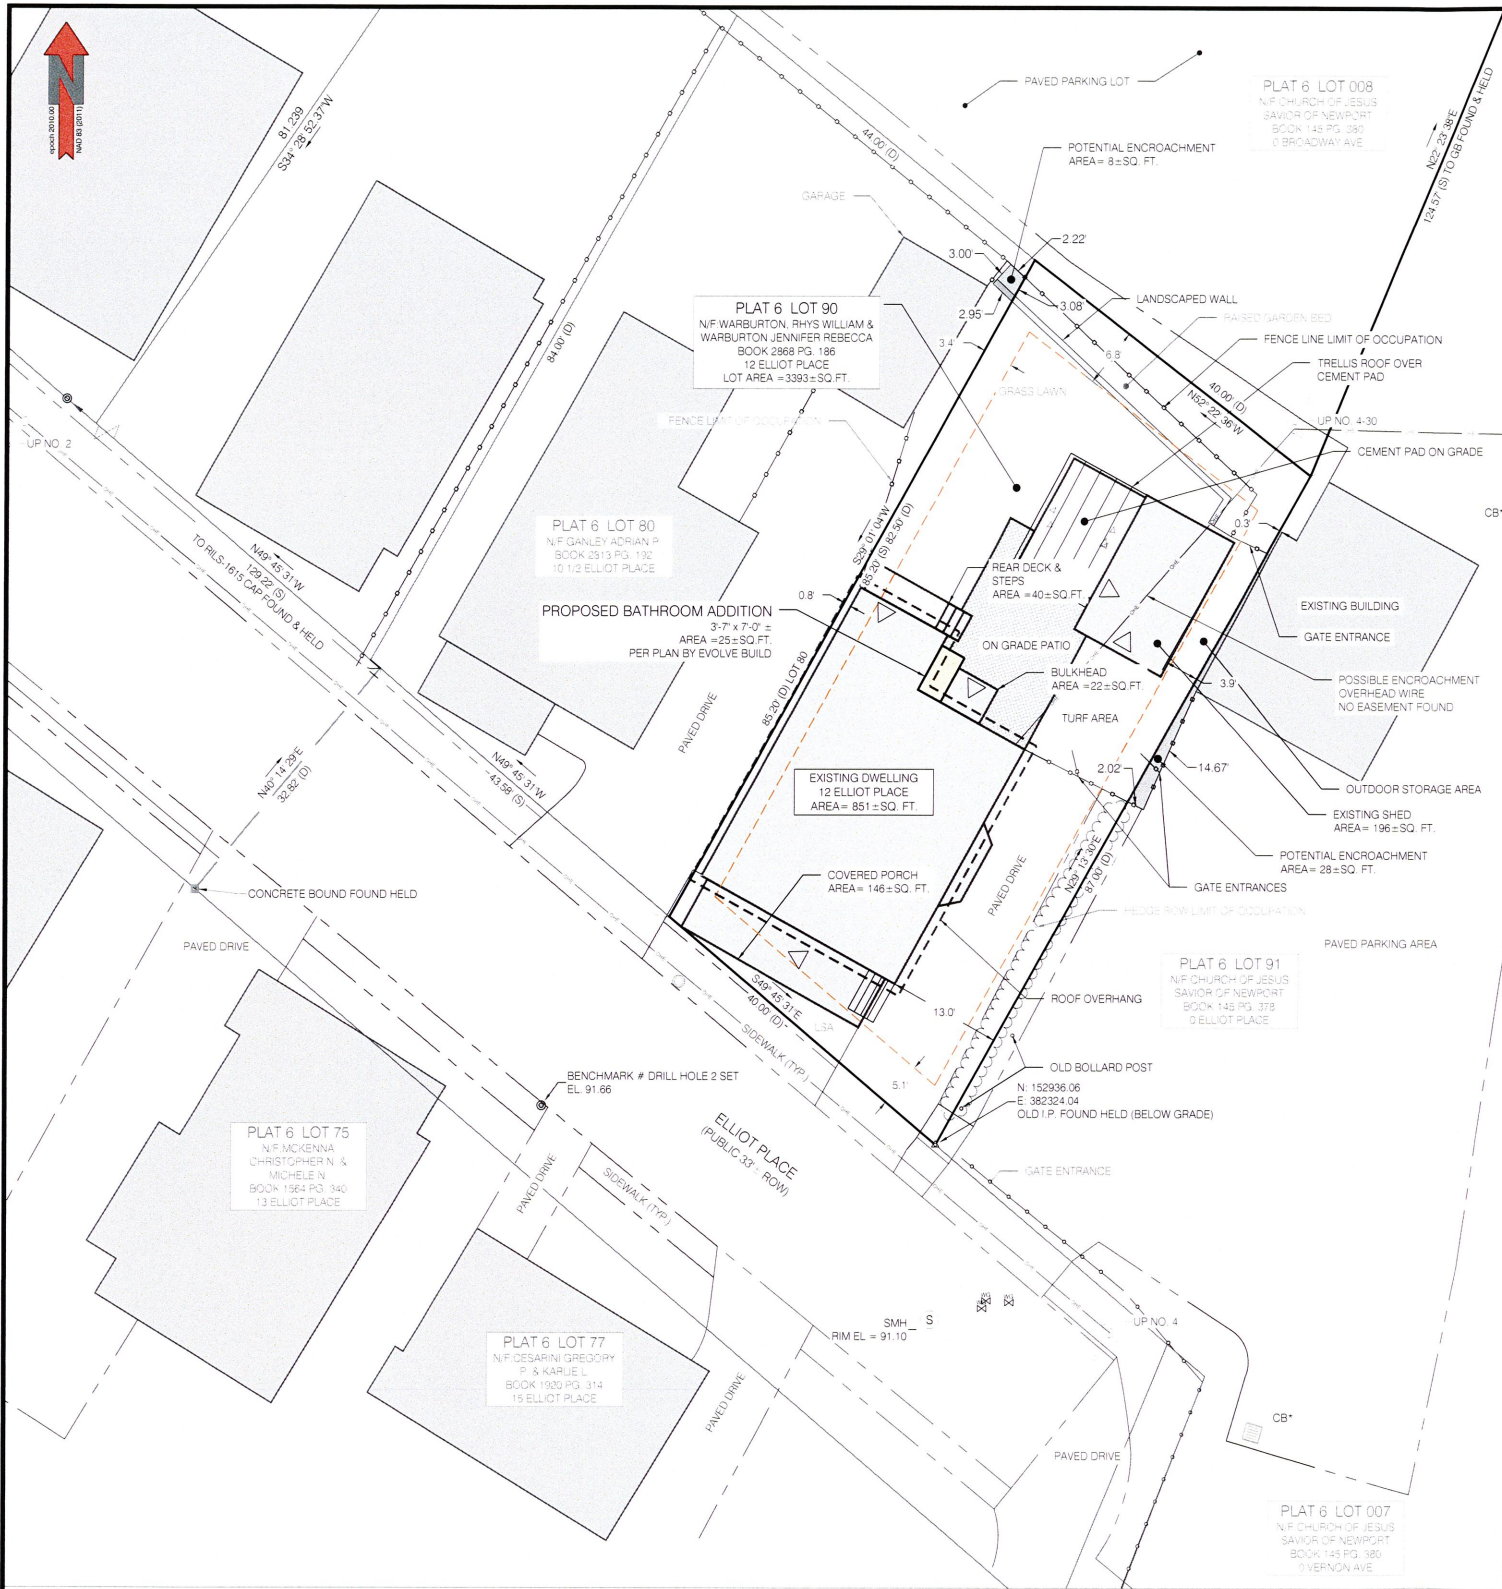 N
epoch 2010.00
NAD 83 (2011)
81.239
S34° 28' 52.37"W
PAVED PARKING LOT
PLAT 6 LOT 008
N/F CHURCH OF JESUS
SAVIOR OF NEWPORT
BOOK 145 PG. 380
0 BROADWAY AVE
N22° 23' 38"E
124.57' (S) TO GB FOUND & HELD
44.00' (D)
POTENTIAL ENCROACHMENT
AREA= 8±SQ. FT.
GARAGE
2.22'
3.00'
3.08'
2.95'
3.4'
LANDSCAPED WALL
RAISED GARDEN BED
FENCE LINE LIMIT OF OCCUPATION
TRELLIS ROOF OVER
CEMENT PAD
6.8'
40.00' (D)
N52° 22' 36"W
UP NO. 4-30
CEMENT PAD ON GRADE
CB*
PLAT 6 LOT 90
N/F:WARBURTON, RHYS WILLIAM &
WARBURTON JENNIFER REBECCA
BOOK 2868 PG. 186
12 ELLIOT PLACE
LOT AREA =3393±SQ.FT.
GRASS LAWN
84.00' (D)
FENCE LIMIT OF OCCUPATION
UP NO. 2
OHE
PLAT 6 LOT 80
N/F GANLEY ADRIAN P.
BOOK 2813 PG. 192
10 1/2 ELLIOT PLACE
S29° 01' 04"W
85.20' (S) 82.50' (D)
0.3'
N49° 45' 31"W
129.22' (S)
TO RILS-1615 CAP FOUND & HELD
REAR DECK &
STEPS
AREA =40±SQ.FT.
0.8'
PROPOSED BATHROOM ADDITION
3'-7" x 7'-0" ±
AREA =25±SQ.FT.
PER PLAN BY EVOLVE BUILD
ON GRADE PATIO
EXISTING BUILDING
GATE ENTRANCE
BULKHEAD
AREA =22±SQ.FT.
3.9'
POSSIBLE ENCROACHMENT
OVERHEAD WIRE
NO EASEMENT FOUND
85.20' (D) LOT 80
PAVED DRIVE
TURF AREA
N40° 14' 29"E
32.82' (D)
N49° 45' 31"W
43.58' (S)
EXISTING DWELLING
12 ELLIOT PLACE
AREA= 851±SQ. FT.
2.02'
14.67'
OUTDOOR STORAGE AREA
EXISTING SHED
AREA= 196±SQ. FT.
POTENTIAL ENCROACHMENT
AREA= 28±SQ. FT.
GATE ENTRANCES
COVERED PORCH
AREA= 146±SQ. FT.
PAVED DRIVE
N29° 13' 30"E
87.00' (D)
HEDGE ROW LIMIT OF OCCUPATION
PAVED PARKING AREA
CONCRETE BOUND FOUND HELD
PAVED DRIVE
PLAT 6 LOT 91
N/F CHURCH OF JESUS
SAVIOR OF NEWPORT
BOOK 145 PG. 378
0 ELLIOT PLACE
S49° 45' 31"E
40.00' (D)
LSA
13.0'
ROOF OVERHANG
SIDEWALK (TYP.)
5.1'
OLD BOLLARD POST
N: 152936.06
E: 382324.04
OLD I.P. FOUND HELD (BELOW GRADE)
BENCHMARK # DRILL HOLE 2 SET
EL. 91.66
ELLIOT PLACE
(PUBLIC 33'± ROW)
PLAT 6 LOT 75
N/F.MCKENNA
CHRISTOPHER N. &
MICHELE N
BOOK 1564 PG. 340
13 ELLIOT PLACE
PAVED DRIVE
SIDEWALK (TYP.)
GATE ENTRANCE
WG
SMH
S
RIM EL = 91.10
UP NO. 4
PLAT 6 LOT 77
N/F:CESARINI GREGORY
P. & KARLIE L
BOOK 1920 PG. 314
15 ELLIOT PLACE
PAVED DRIVE
CB*
PAVED DRIVE
PLAT 6 LOT 007
N/F CHURCH OF JESUS
SAVIOR OF NEWPORT
BOOK 145 PG. 380
0 VERNON AVE